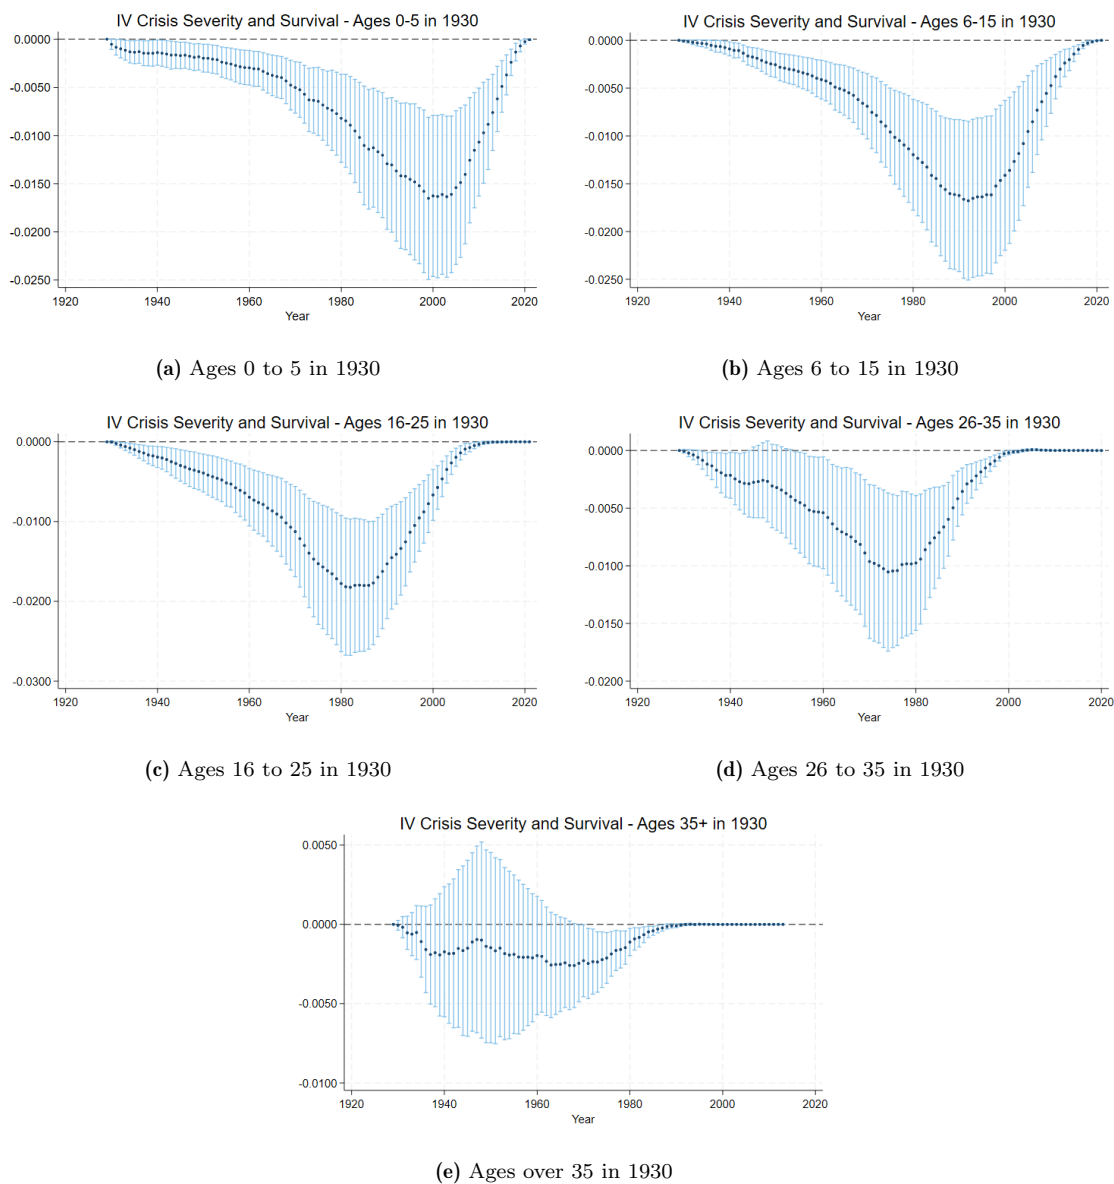 IV Crisis Severity and Survival - Ages 0-5 in 1930
0.0000
-0.0050
-0.0100
-0.0150
-0.0200
-0.0250
1920 1940 1960 1980 2000 2020
Year
(a) Ages 0 to 5 in 1930
IV Crisis Severity and Survival - Ages 6-15 in 1930
0.0000
-0.0050
-0.0100
-0.0150
-0.0200
-0.0250
1920 1940 1960 1980 2000 2020
Year
(b) Ages 6 to 15 in 1930
IV Crisis Severity and Survival - Ages 16-25 in 1930
0.0000
-0.0100
-0.0200
-0.0300
1920 1940 1960 1980 2000 2020
Year
(c) Ages 16 to 25 in 1930
IV Crisis Severity and Survival - Ages 26-35 in 1930
0.0000
-0.0050
-0.0100
-0.0150
-0.0200
1920 1940 1960 1980 2000 2020
Year
(d) Ages 26 to 35 in 1930
IV Crisis Severity and Survival - Ages 35+ in 1930
0.0050
0.0000
-0.0050
-0.0100
1920 1940 1960 1980 2000 2020
Year
(e) Ages over 35 in 1930